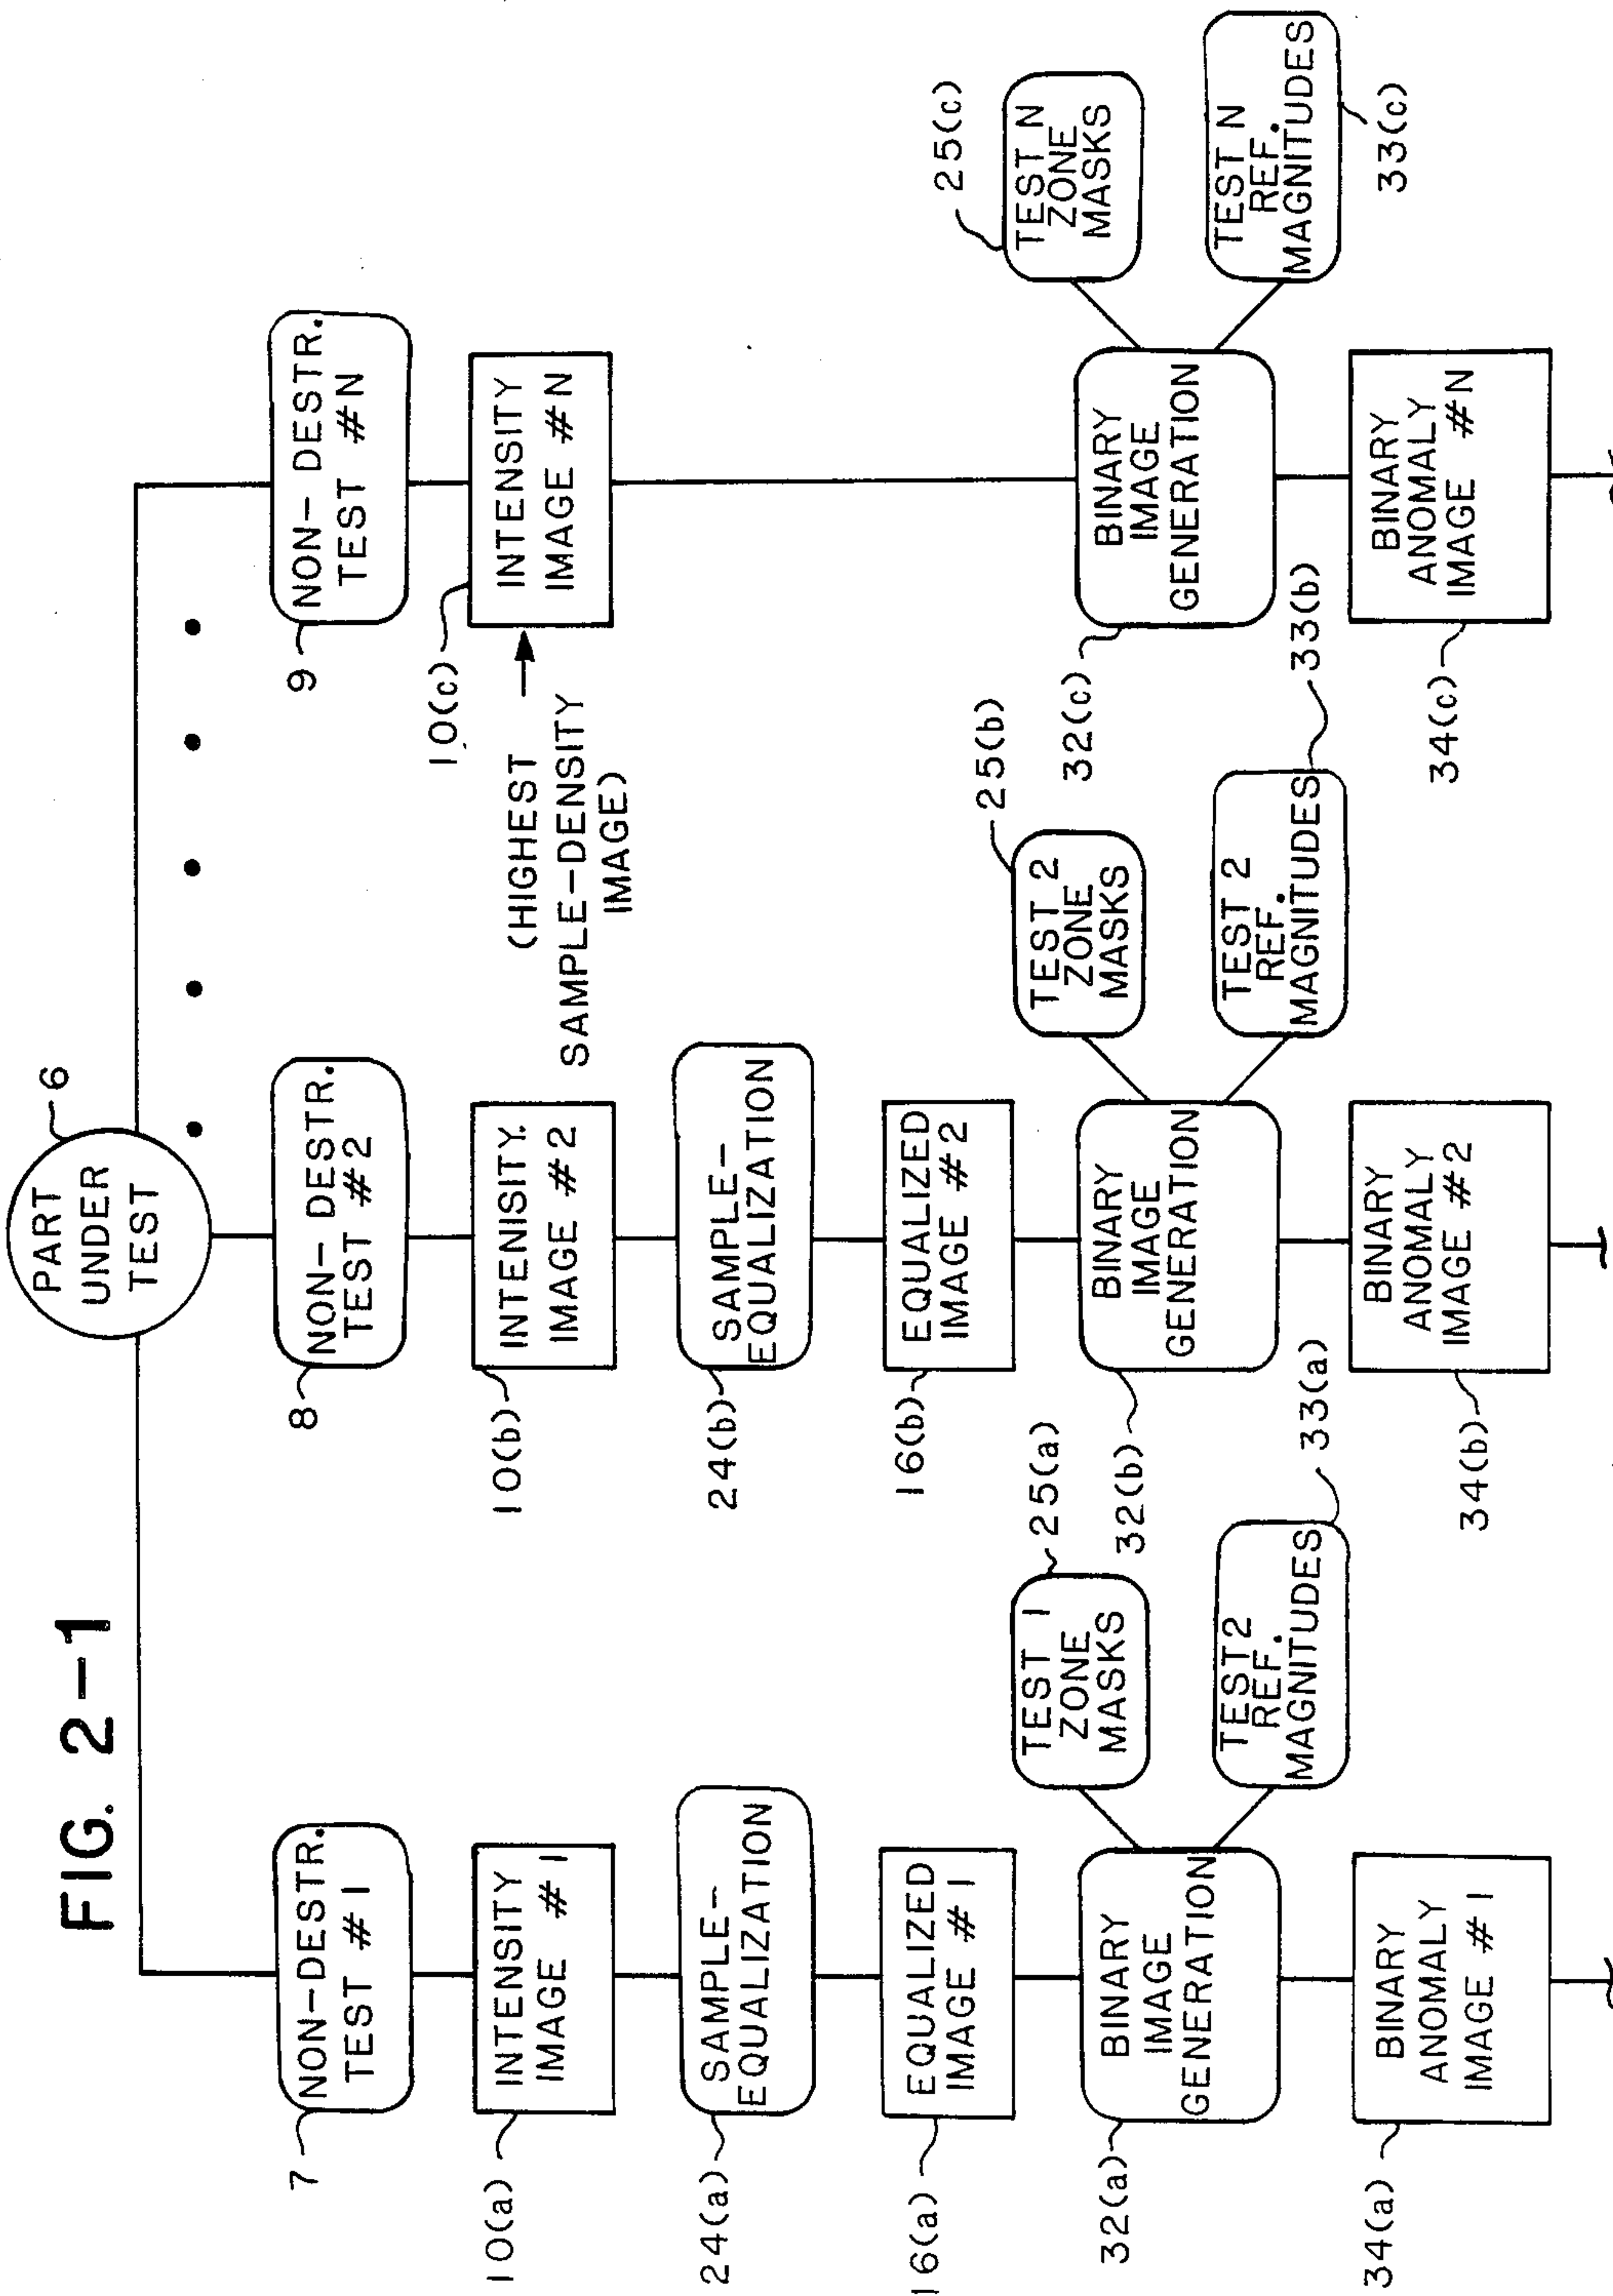 FIG. 2-1
PART
UNDER
TEST
6
7
NON-DESTR.
TEST #1
10(a)
INTENSITY
IMAGE #1
24(a)
SAMPLE-
EQUALIZATION
16(a)
EQUALIZED
IMAGE #1
32(a)
BINARY
IMAGE
GENERATION
TEST 1
ZONE
MASKS
25(a)
TEST2
REF.
MAGNITUDES
33(a)
34(a)
BINARY
ANOMALY
IMAGE #1
8
NON-DESTR.
TEST #2
10(b)
INTENISITY.
IMAGE #2
24(b)
SAMPLE-
EQUALIZATION
16(b)
EQUALIZED
IMAGE #2
32(b)
BINARY
IMAGE
GENERATION
TEST 2
ZONE
MASKS
25(b)
TEST 2
REF.
MAGNITUDES
33(b)
34(b)
BINARY
ANOMALY
IMAGE #2
9
NON-DESTR.
TEST #N
10(c)
INTENSITY
IMAGE #N
(HIGHEST
SAMPLE-DENSITY
IMAGE)
32(c)
BINARY
IMAGE
GENERATION
TEST N
ZONE
MASKS
25(c)
TEST N
REF.
MAGNITUDES
33(c)
34(c)
BINARY
ANOMALY
IMAGE #N